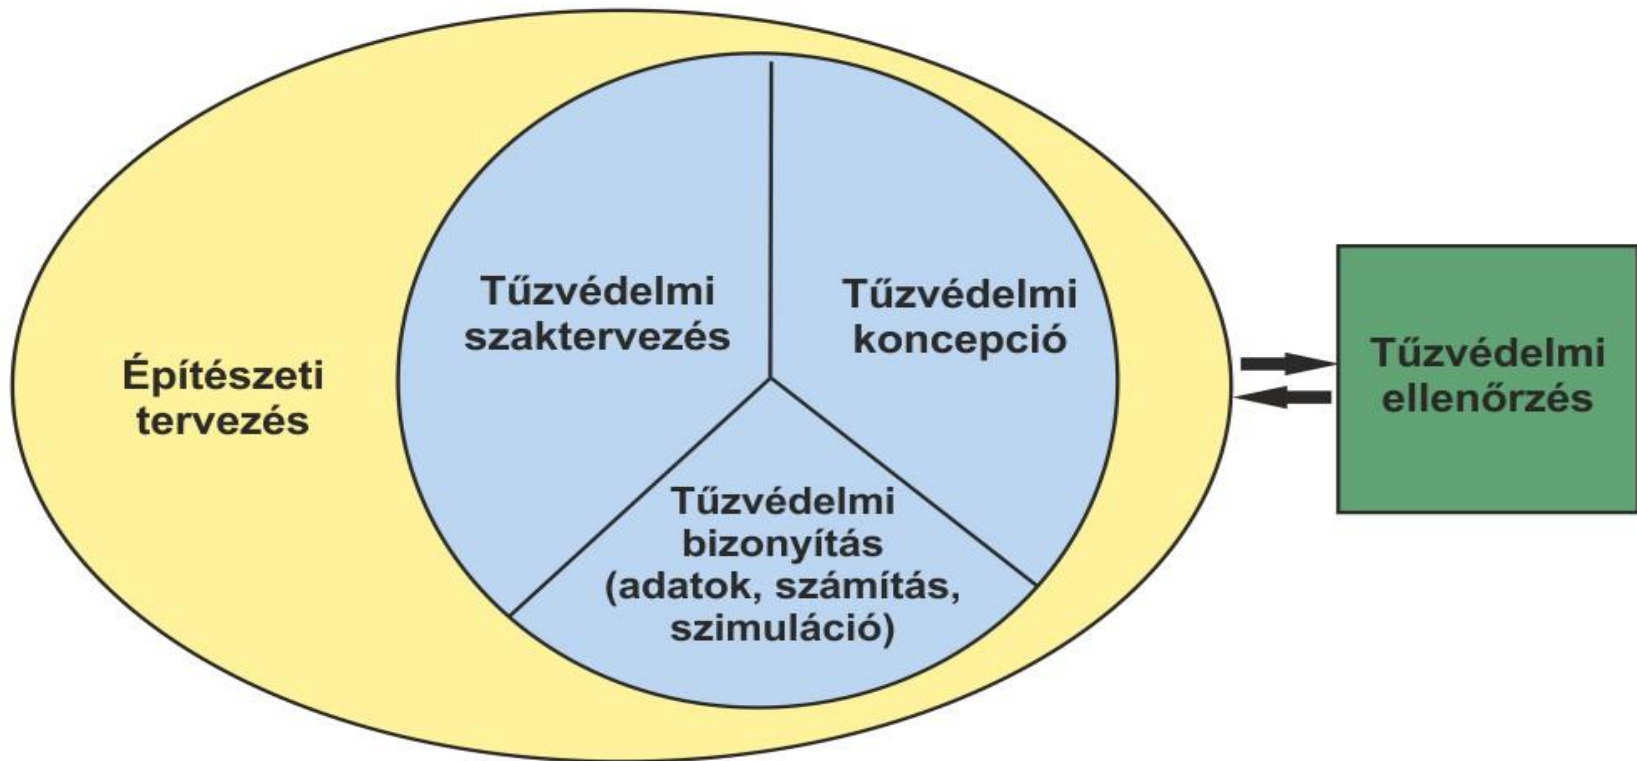 Építészeti
tervezés
Tűzvédelmi
szaktervezés
Tűzvédelmi
koncepció
Tűzvédelmi
bizonyítás
(adatok, számítás,
szimuláció)
Tűzvédelmi
ellenőrzés